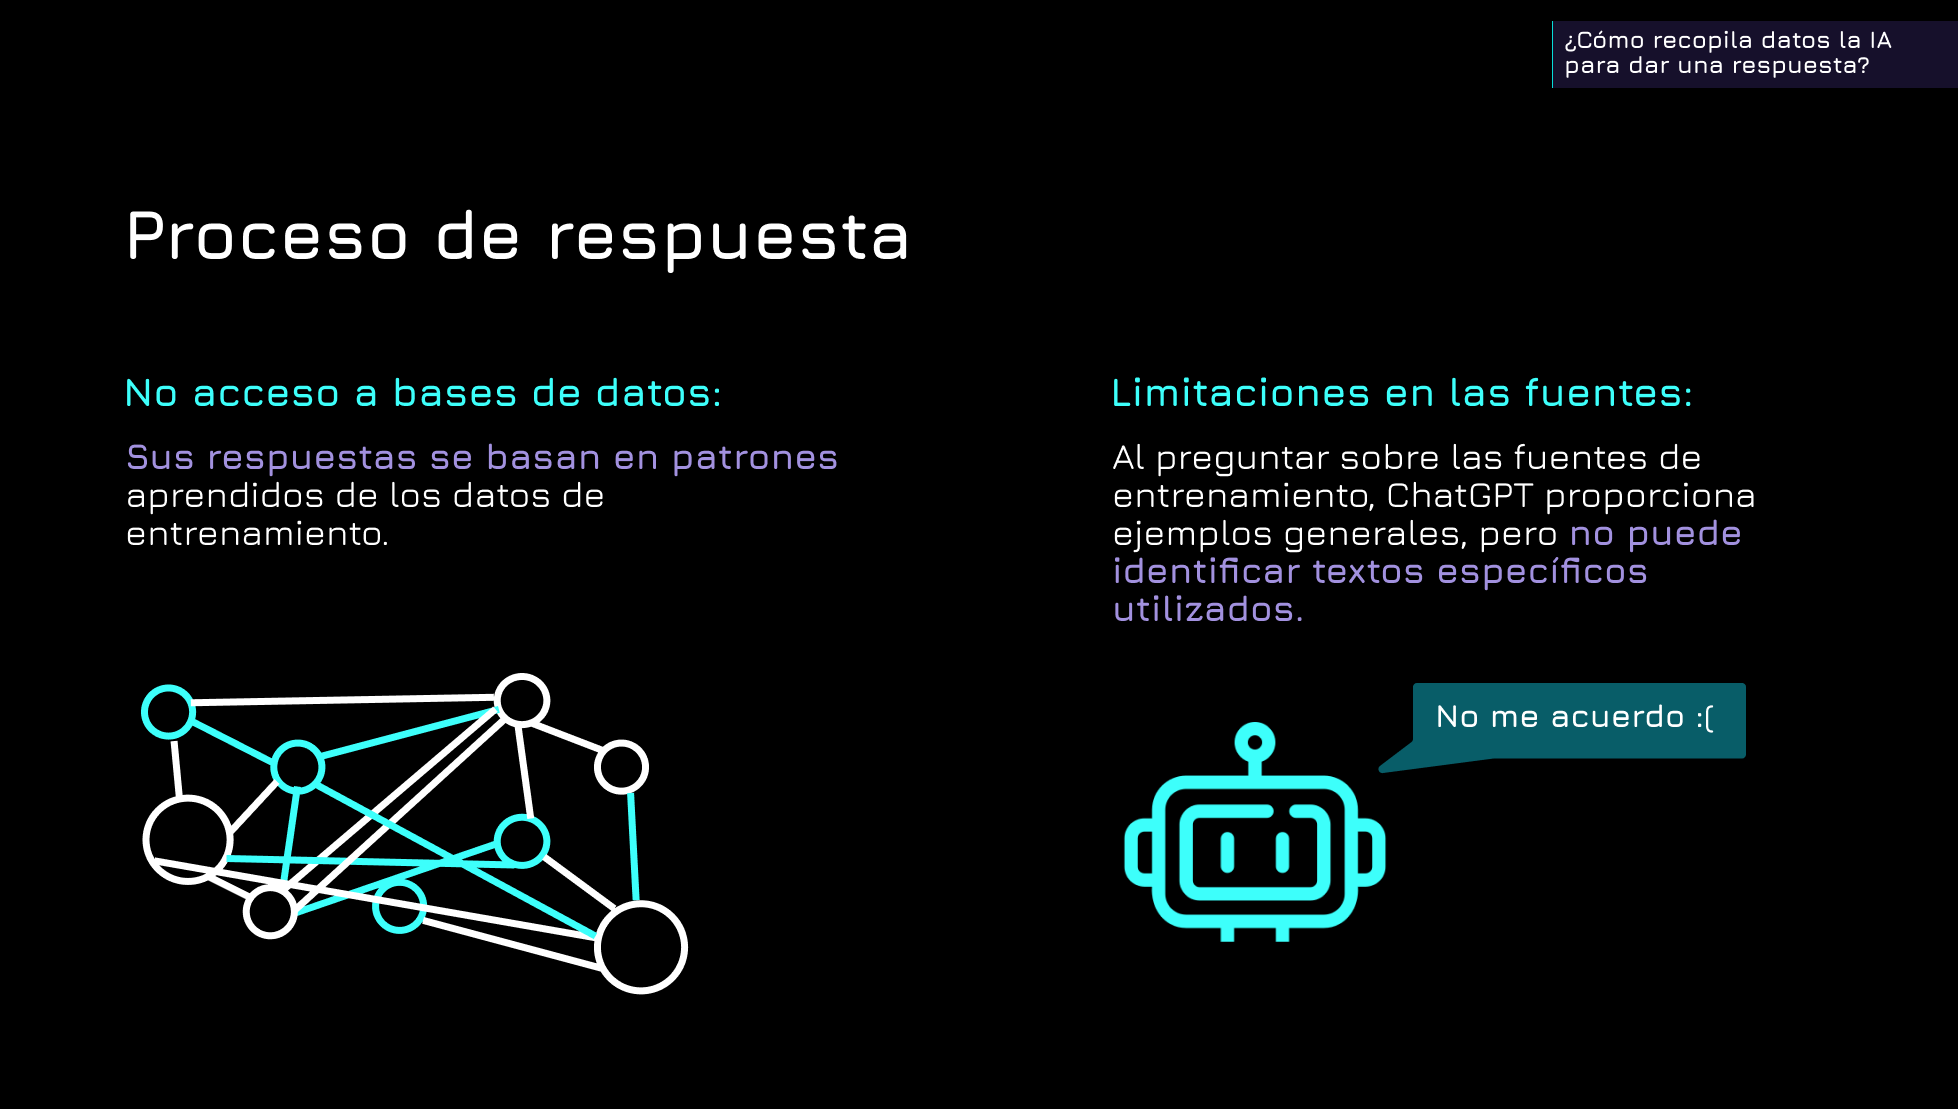 ¿Cómo recopila datos la IA
para dar una respuesta?
Proceso de respuesta
No acceso a bases de datos:
Sus respuestas se basan en patrones
aprendidos de los datos de
entrenamiento.
Limitaciones en las fuentes:
Al preguntar sobre las fuentes de
entrenamiento, ChatGPT proporciona
ejemplos generales, pero no puede
identificar textos específicos
utilizados.
No me acuerdo :(